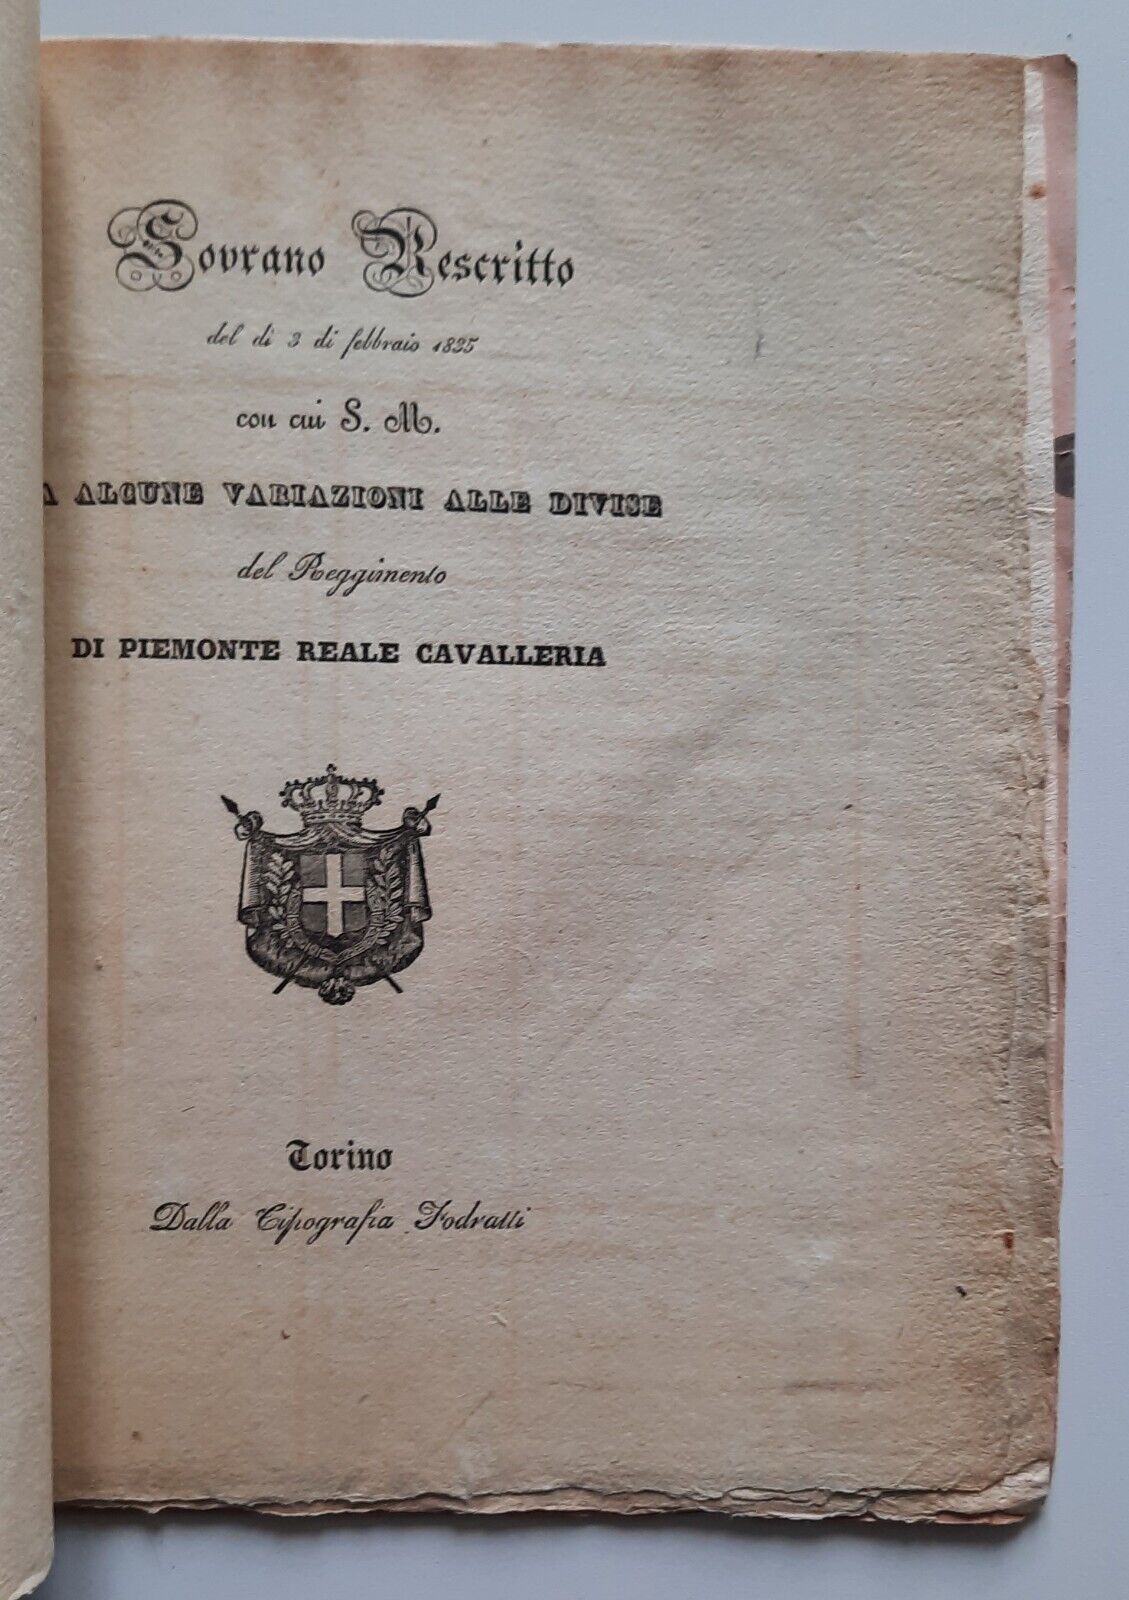 Sovrano Rescritto
del dì 3 di febbraio 1835
con cui S. M.
A ALCUNE VARIAZIONI ALLE DIVISE
del Reggimento
DI PIEMONTE REALE CAVALLERIA
Torino
Dalla Tipografia Fodratti